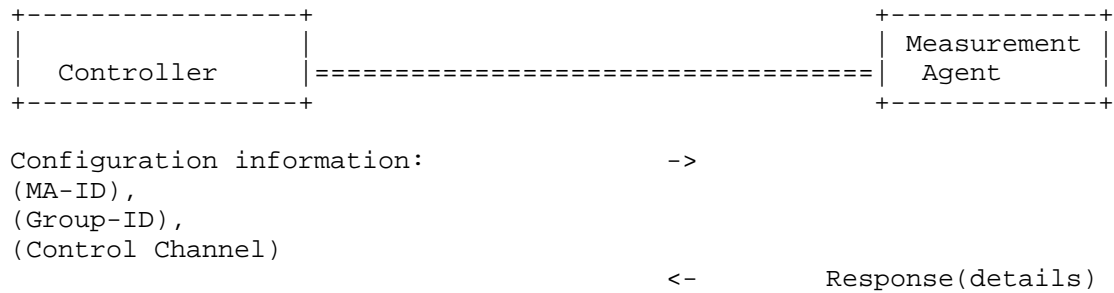 +-----------------+                                   +-------------+
|                 |                                   | Measurement |
|  Controller     |===================================|  Agent      |
+-----------------+                                   +-------------+
Configuration information:               ->
(MA-ID),
(Group-ID),
(Control Channel)
                                         <-        Response(details)